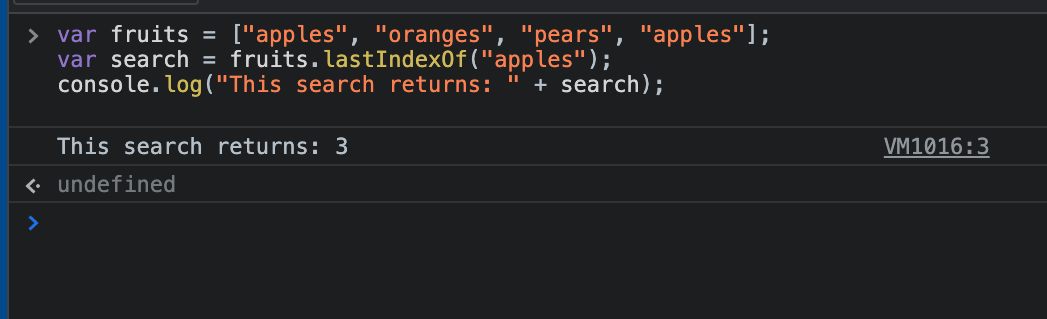 > var fruits = ["apples", "oranges", "pears", "apples"];
var search = fruits.lastIndexOf("apples");
console.log("This search returns: " + search);
This search returns: 3 VM1016:3
undefined
>